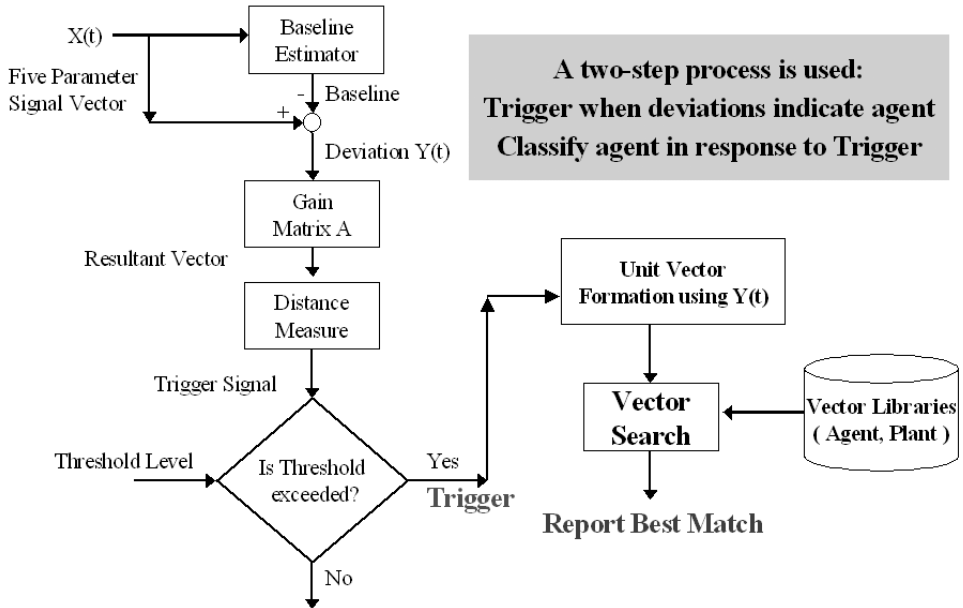 X(t)
Baseline
Estimator
Five Parameter
Signal Vector
-
Baseline
+
Deviation Y(t)
A two-step process is used:
Trigger when deviations indicate agent
Classify agent in response to Trigger
Gain
Matrix A
Resultant Vector
Distance
Measure
Trigger Signal
Threshold Level
Is Threshold
exceeded?
Yes
Trigger
No
Unit Vector
Formation using Y(t)
Vector
Search
Vector Libraries
( Agent, Plant )
Report Best Match